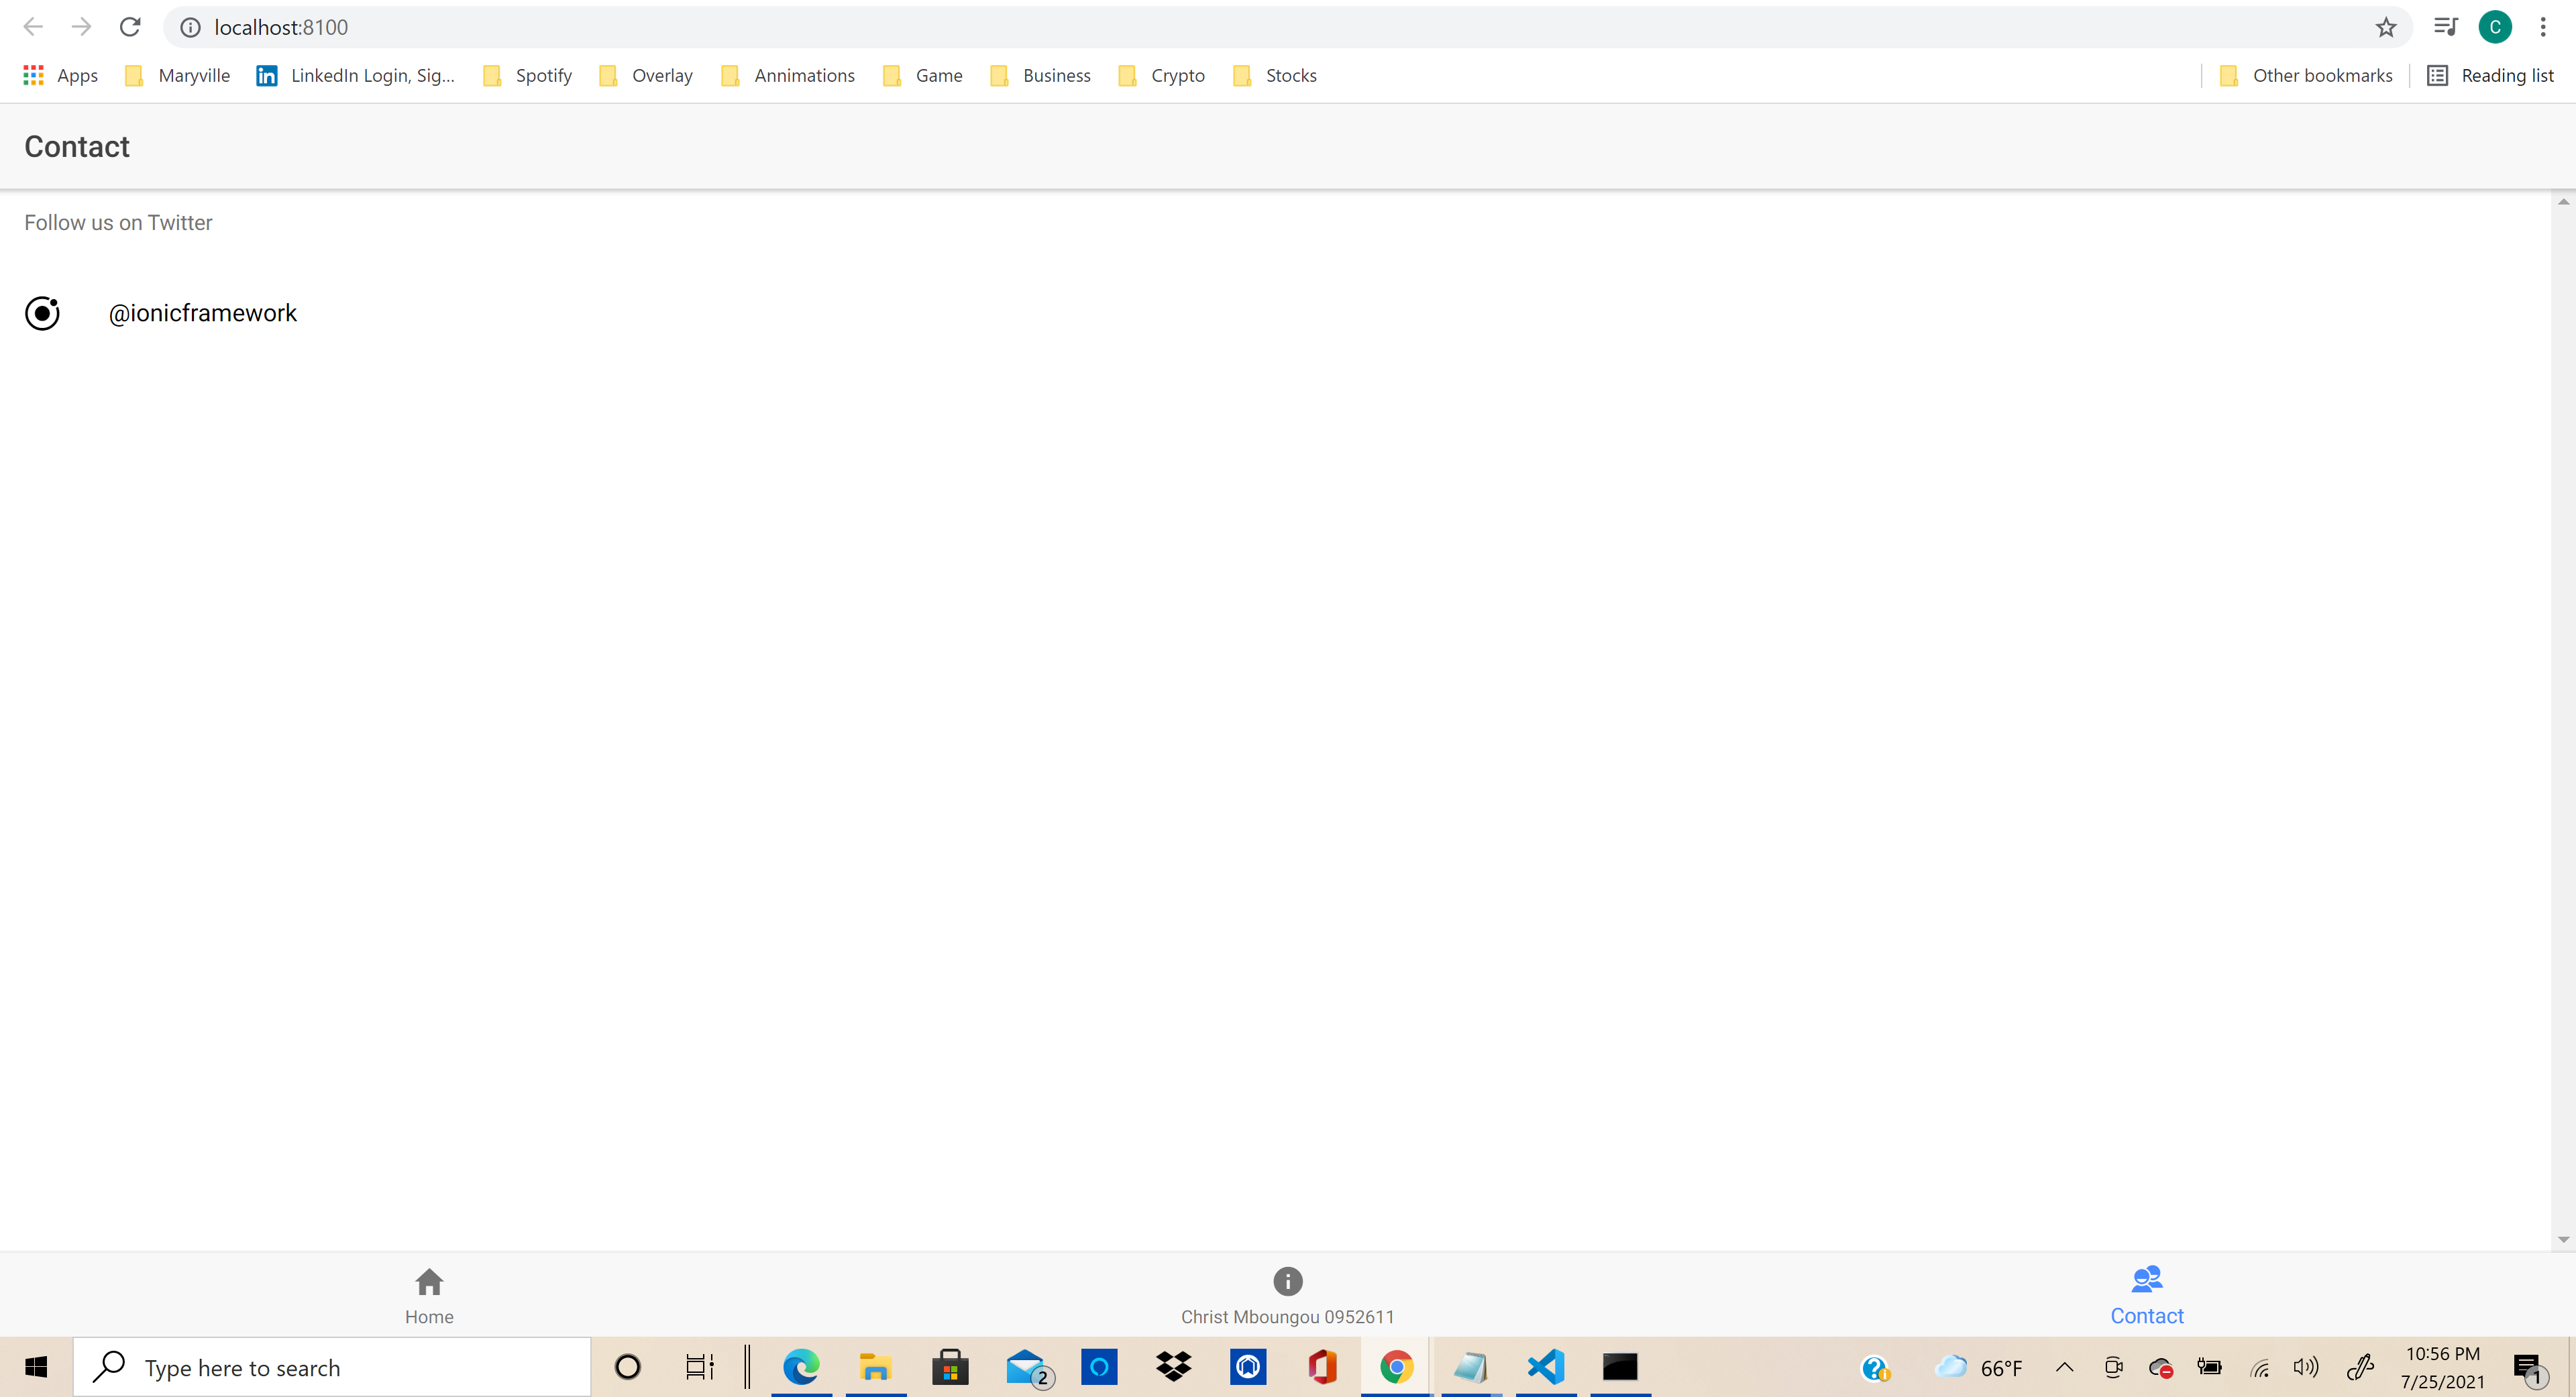 localhost:8100
C
Apps
Maryville
in
LinkedIn Login, Sig...
Spotify
Overlay
Annimations
Game
Business
Crypto
Stocks
Other bookmarks
Reading list
Contact
Follow us on Twitter
@ionicframework
Home
Christ Mboungou 0952611
Contact
Type here to search
2
66°F
10:56 PM
7/25/2021
1